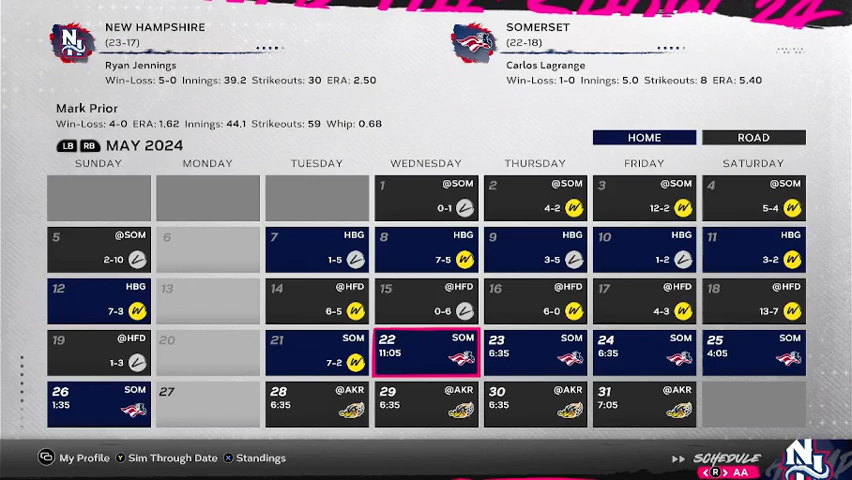 NEW HAMPSHIRE
(23-17)
Ryan Jennings
Win-Loss: 5-0 Innings: 39.2 Strikeouts: 30 ERA: 2.50
SOMERSET
(22-18)
Carlos Lagrange
Win-Loss: 1-0 Innings: 5.0 Strikeouts: 8 ERA: 5.40
Mark Prior
Win-Loss: 4-0 ERA: 1.62 Innings: 44.1 Strikeouts: 59 Whip: 0.68
HOME ROAD
LB RB MAY 2024
SUNDAY MONDAY TUESDAY WEDNESDAY THURSDAY FRIDAY SATURDAY
1 @SOM 2 @SOM 3 @SOM 4 @SOM
0-1 L 4-2 W 12-2 W 5-4 W
5 @SOM 6 7 HBG 8 HBG 9 HBG 10 HBG 11 HBG
2-10 L 1-5 L 7-5 W 3-5 L 1-2 L 3-2 W
12 HBG 13 14 @HFD 15 @HFD 16 @HFD 17 @HFD 18 @HFD
7-3 W 6-5 W 0-6 L 6-0 W 4-3 W 13-7 W
19 @HFD 20 21 SOM 22 SOM 23 SOM 24 SOM 25 SOM
1-3 L 7-2 W 11:05 6:35 6:35 4:05
26 SOM 27 28 @AKR 29 @AKR 30 @AKR 31 @AKR
1:35 6:35 6:35 6:35 7:05
My Profile Y Sim Through Date X Standings
SCHEDULE
R AA